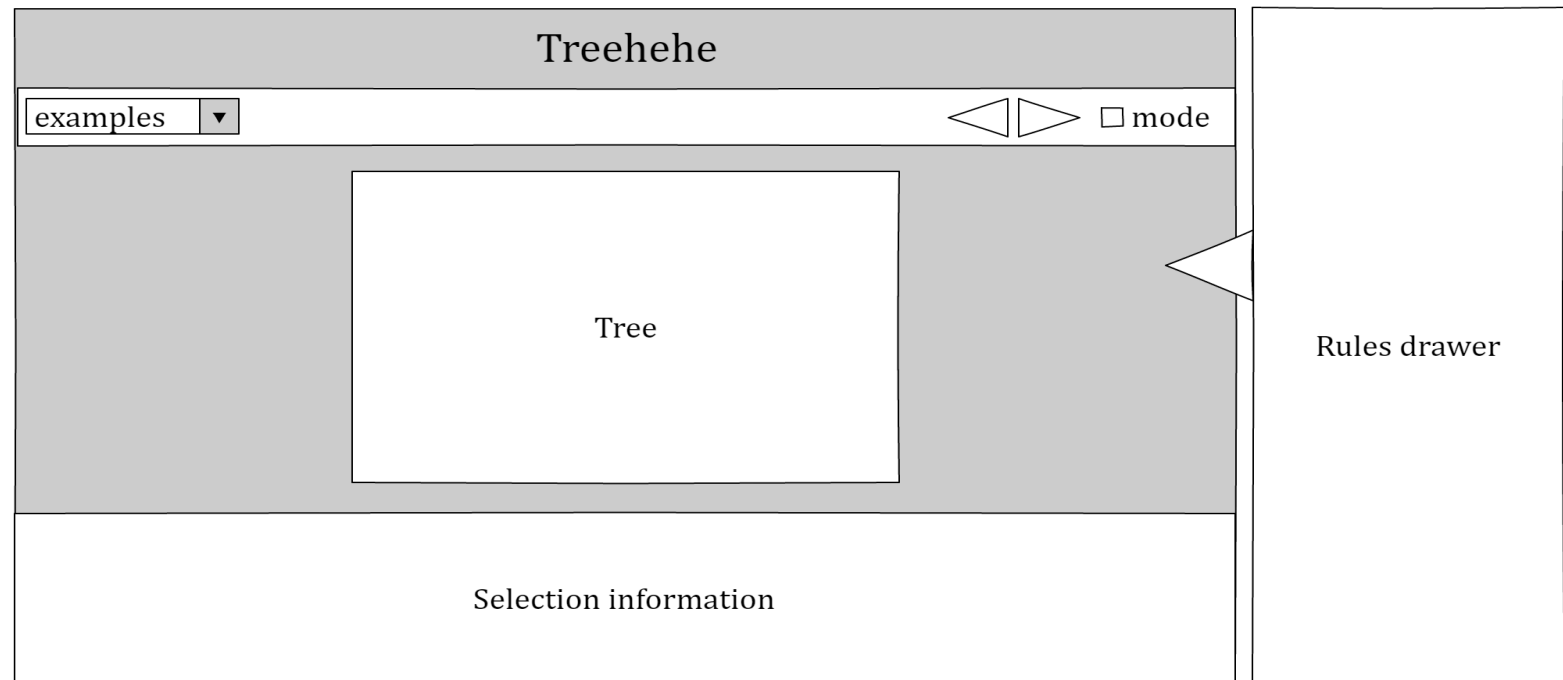 Treehehe
examples
mode
Tree
Rules drawer
Selection information